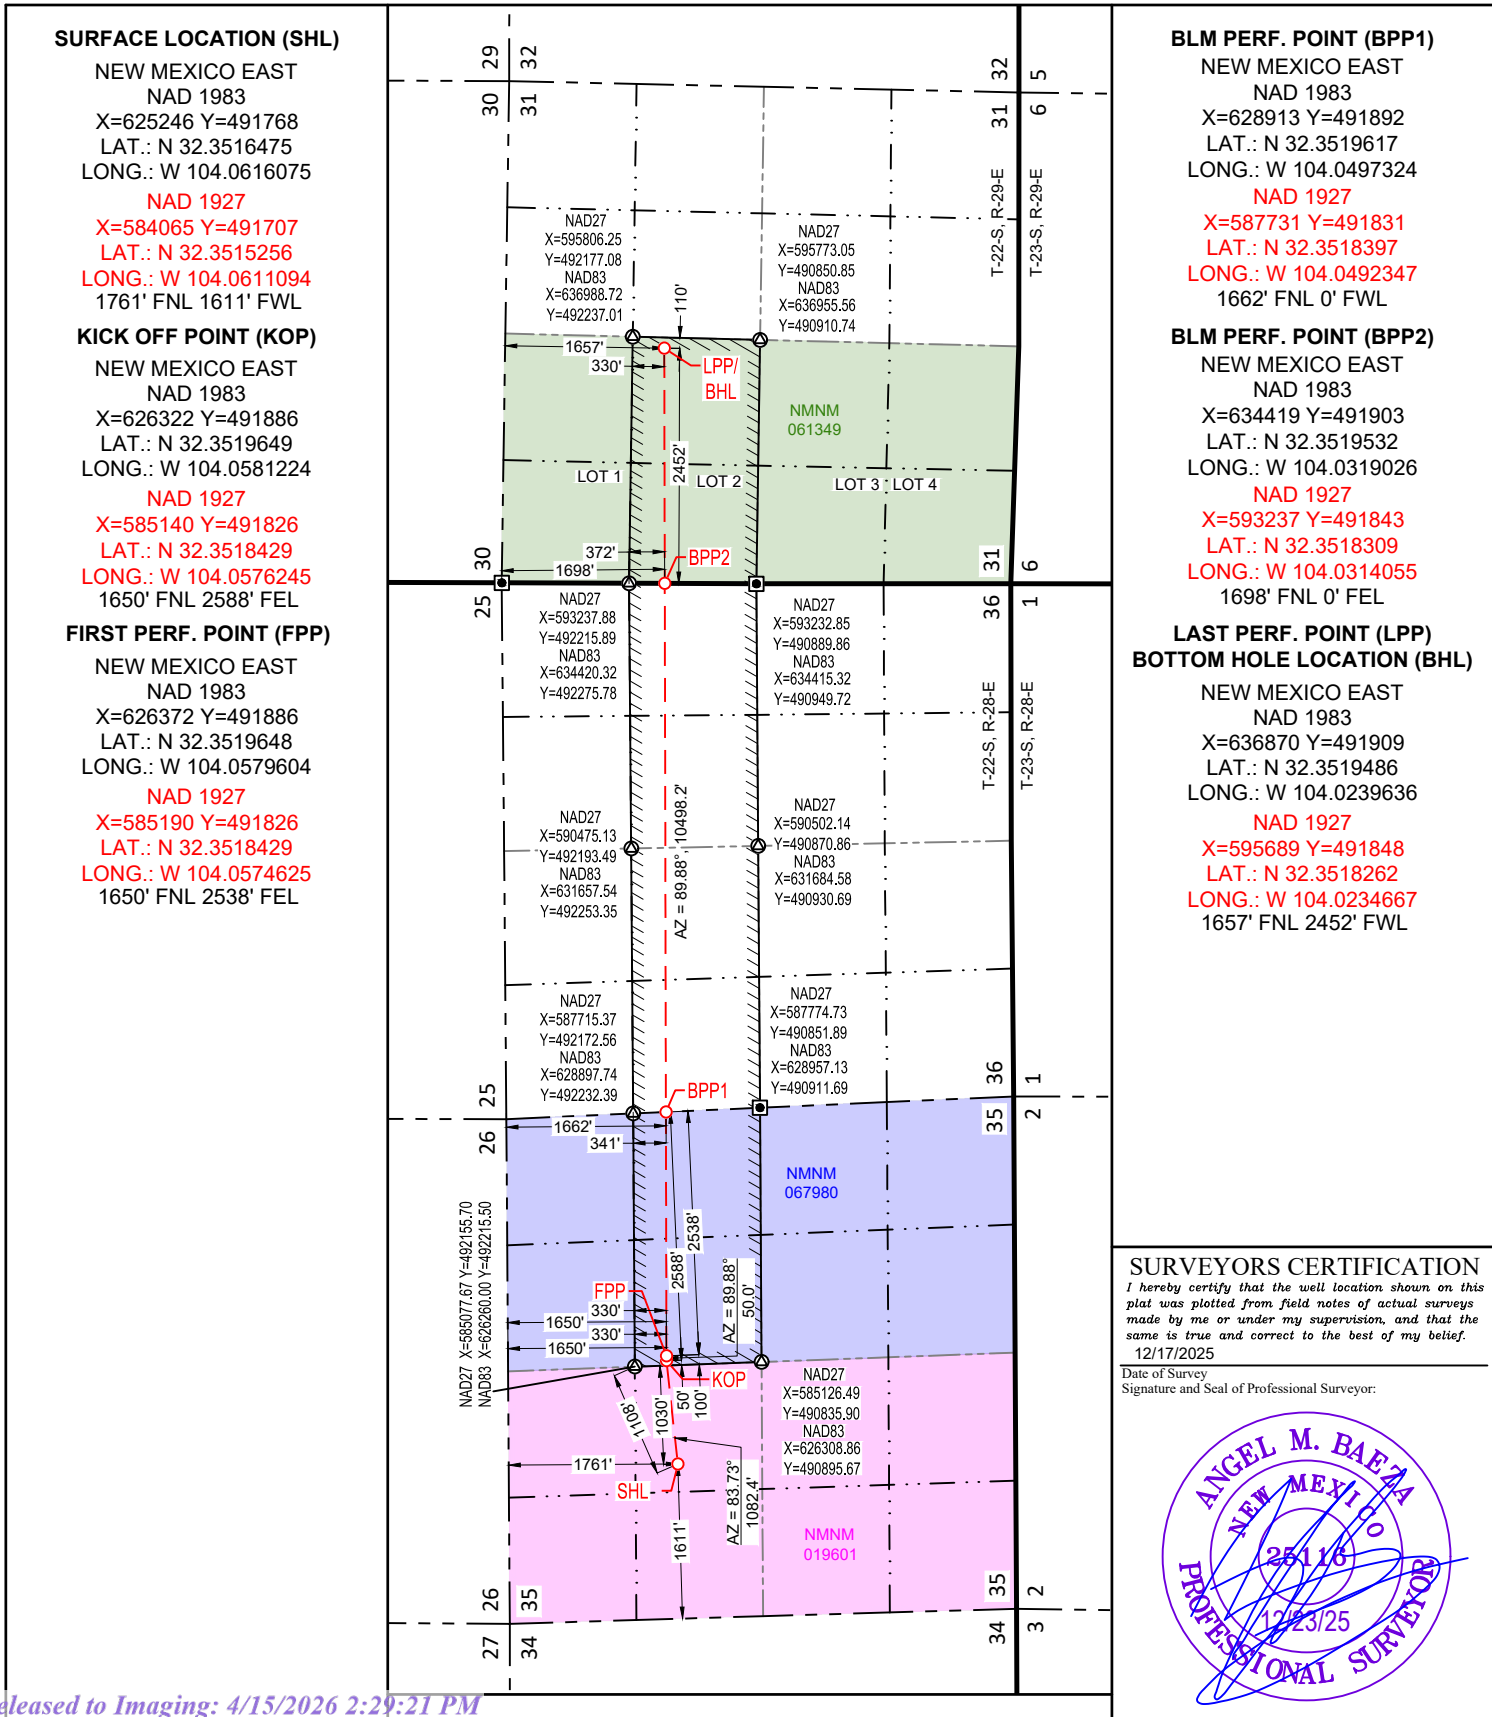 SURFACE LOCATION (SHL)
NEW MEXICO EAST
NAD 1983
X=625246 Y=491768
LAT.: N 32.3516475
LONG.: W 104.0616075
NAD 1927
X=584065 Y=491707
LAT.: N 32.3515256
LONG.: W 104.0611094
1761' FNL 1611' FWL
KICK OFF POINT (KOP)
NEW MEXICO EAST
NAD 1983
X=626322 Y=491886
LAT.: N 32.3519649
LONG.: W 104.0581224
NAD 1927
X=585140 Y=491826
LAT.: N 32.3518429
LONG.: W 104.0576245
1650' FNL 2588' FEL
FIRST PERF. POINT (FPP)
NEW MEXICO EAST
NAD 1983
X=626372 Y=491886
LAT.: N 32.3519648
LONG.: W 104.0579604
NAD 1927
X=585190 Y=491826
LAT.: N 32.3518429
LONG.: W 104.0574625
1650' FNL 2538' FEL
29 32
30 31
32 5
31 6
T-22-S, R-29-E
T-23-S, R-29-E
NAD27
X=595806.25
Y=492177.08
NAD83
X=636988.72
Y=492237.01
110'
NAD27
X=595773.05
Y=490850.85
NAD83
X=636955.56
Y=490910.74
1657'
330'
LPP/
BHL
NMNM
061349
2452'
LOT 1
LOT 2
LOT 3
LOT 4
372'
1698'
BPP2
30
25
31 6
36 1
NAD27
X=593237.88
Y=492215.89
NAD83
X=634420.32
Y=492275.78
NAD27
X=593232.85
Y=490889.86
NAD83
X=634415.32
Y=490949.72
T-22-S, R-28-E
T-23-S, R-28-E
AZ = 89.88°, 10498.2'
NAD27
X=590475.13
Y=492193.49
NAD83
X=631657.54
Y=492253.35
NAD27
X=590502.14
Y=490870.86
NAD83
X=631684.58
Y=490930.69
NAD27
X=587715.37
Y=492172.56
NAD83
X=628897.74
Y=492232.39
NAD27
X=587774.73
Y=490851.89
NAD83
X=628957.13
Y=490911.69
25
26
36 1
35 2
BPP1
1662'
341'
NMNM
067980
2538'
2588'
AZ = 89.88°
50.0'
NAD27 X=585077.67 Y=492155.70
NAD83 X=626260.00 Y=492215.50
FPP
330'
1650'
330'
1650'
KOP
50'
100'
1030'
1108'
NAD27
X=585126.49
Y=490835.90
NAD83
X=626308.86
Y=490895.67
1761'
SHL
AZ = 83.73°
1082.4'
1611'
NMNM
019601
26 35
27 34
35 2
34 3
BLM PERF. POINT (BPP1)
NEW MEXICO EAST
NAD 1983
X=628913 Y=491892
LAT.: N 32.3519617
LONG.: W 104.0497324
NAD 1927
X=587731 Y=491831
LAT.: N 32.3518397
LONG.: W 104.0492347
1662' FNL 0' FWL
BLM PERF. POINT (BPP2)
NEW MEXICO EAST
NAD 1983
X=634419 Y=491903
LAT.: N 32.3519532
LONG.: W 104.0319026
NAD 1927
X=593237 Y=491843
LAT.: N 32.3518309
LONG.: W 104.0314055
1698' FNL 0' FEL
LAST PERF. POINT (LPP)
BOTTOM HOLE LOCATION (BHL)
NEW MEXICO EAST
NAD 1983
X=636870 Y=491909
LAT.: N 32.3519486
LONG.: W 104.0239636
NAD 1927
X=595689 Y=491848
LAT.: N 32.3518262
LONG.: W 104.0234667
1657' FNL 2452' FWL
SURVEYORS CERTIFICATION
I hereby certify that the well location shown on this
plat was plotted from field notes of actual surveys
made by me or under my supervision, and that the
same is true and correct to the best of my belief.
12/17/2025
Date of Survey
Signature and Seal of Professional Surveyor:
ANGEL M. BAEZA
NEW MEXICO
25116
12/23/25
PROFESSIONAL SURVEYOR
eleased to Imaging: 4/15/2026 2:29:21 PM